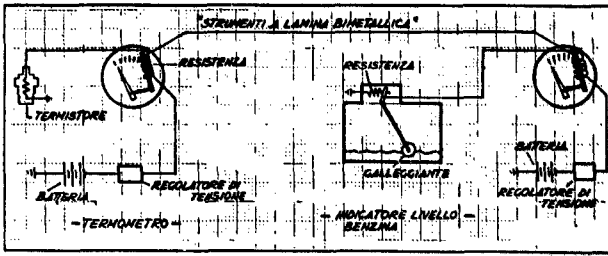 "STRUMENTI A LAMINA BIMETALLICA"
RESISTENZA
TERMISTORE
BATTERIA
REGOLATORE DI
TENSIONE
-TERMOMETRO-
RESISTENZA
GALLEGGIANTE
-INDICATORE LIVELLO
BENZINA
BATTERIA
REGOLATORE DI
TENSIONE